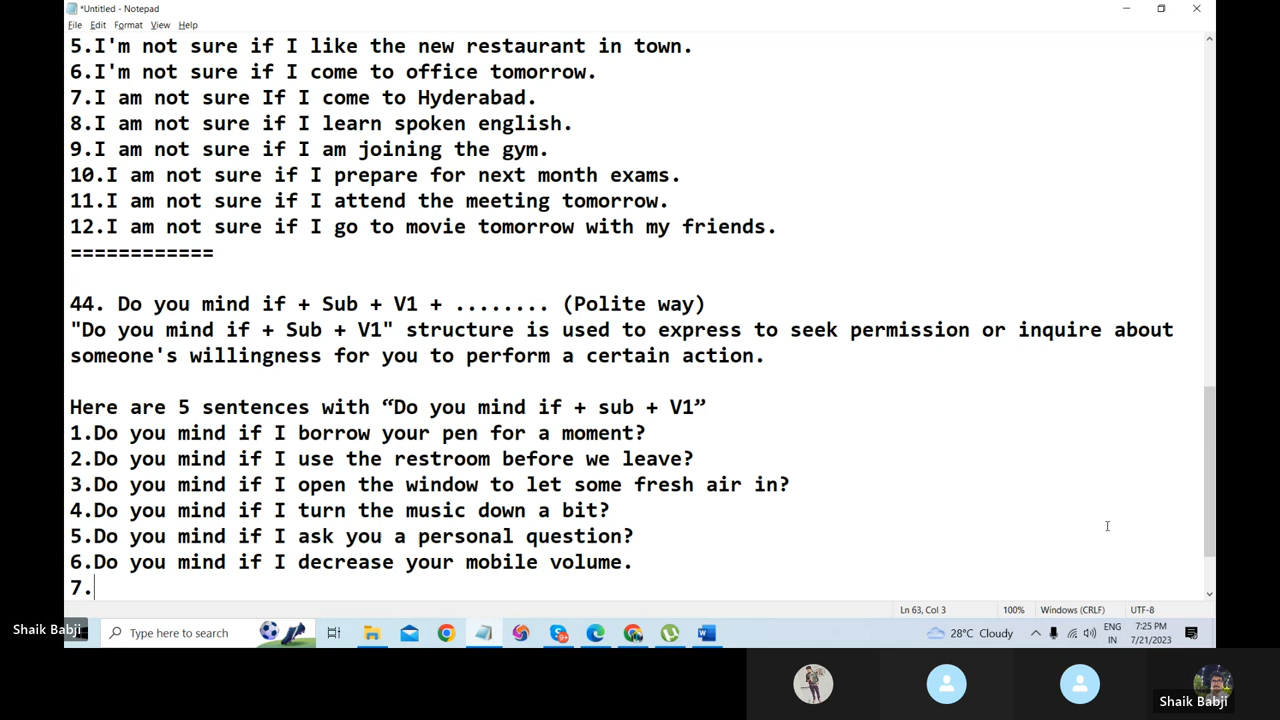 *Untitled - Notepad
File Edit Format View Help
5.I'm not sure if I like the new restaurant in town.
6.I'm not sure if I come to office tomorrow.
7.I am not sure If I come to Hyderabad.
8.I am not sure if I learn spoken english.
9.I am not sure if I am joining the gym.
10.I am not sure if I prepare for next month exams.
11.I am not sure if I attend the meeting tomorrow.
12.I am not sure if I go to movie tomorrow with my friends.
============
44. Do you mind if + Sub + V1 + ........ (Polite way)
"Do you mind if + Sub + V1" structure is used to express to seek permission or inquire about
someone's willingness for you to perform a certain action.
Here are 5 sentences with “Do you mind if + sub + V1”
1.Do you mind if I borrow your pen for a moment?
2.Do you mind if I use the restroom before we leave?
3.Do you mind if I open the window to let some fresh air in?
4.Do you mind if I turn the music down a bit?
5.Do you mind if I ask you a personal question?
6.Do you mind if I decrease your mobile volume.
7.
Ln 63, Col 3 100% Windows (CRLF) UTF-8
Shaik Babji
Type here to search
28°C Cloudy
ENG
IN
7:25 PM
7/21/2023
Shaik Babji